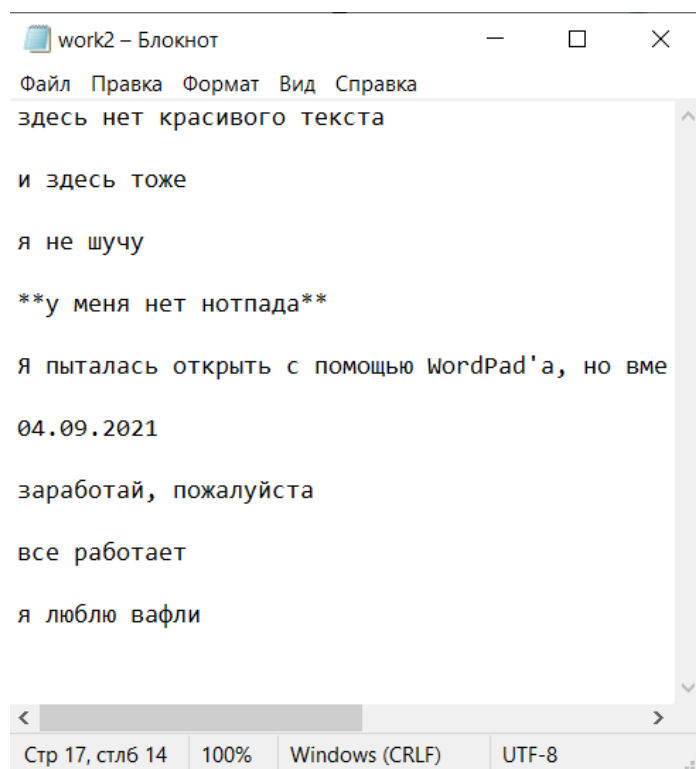 work2 – Блокнот
Файл Правка Формат Вид Справка
здесь нет красивого текста
и здесь тоже
я не шучу
**у меня нет нотпада**
Я пыталась открыть с помощью WordPad'а, но вме
04.09.2021
заработай, пожалуйста
все работает
я люблю вафли
Стр 17, стлб 14 100% Windows (CRLF) UTF-8